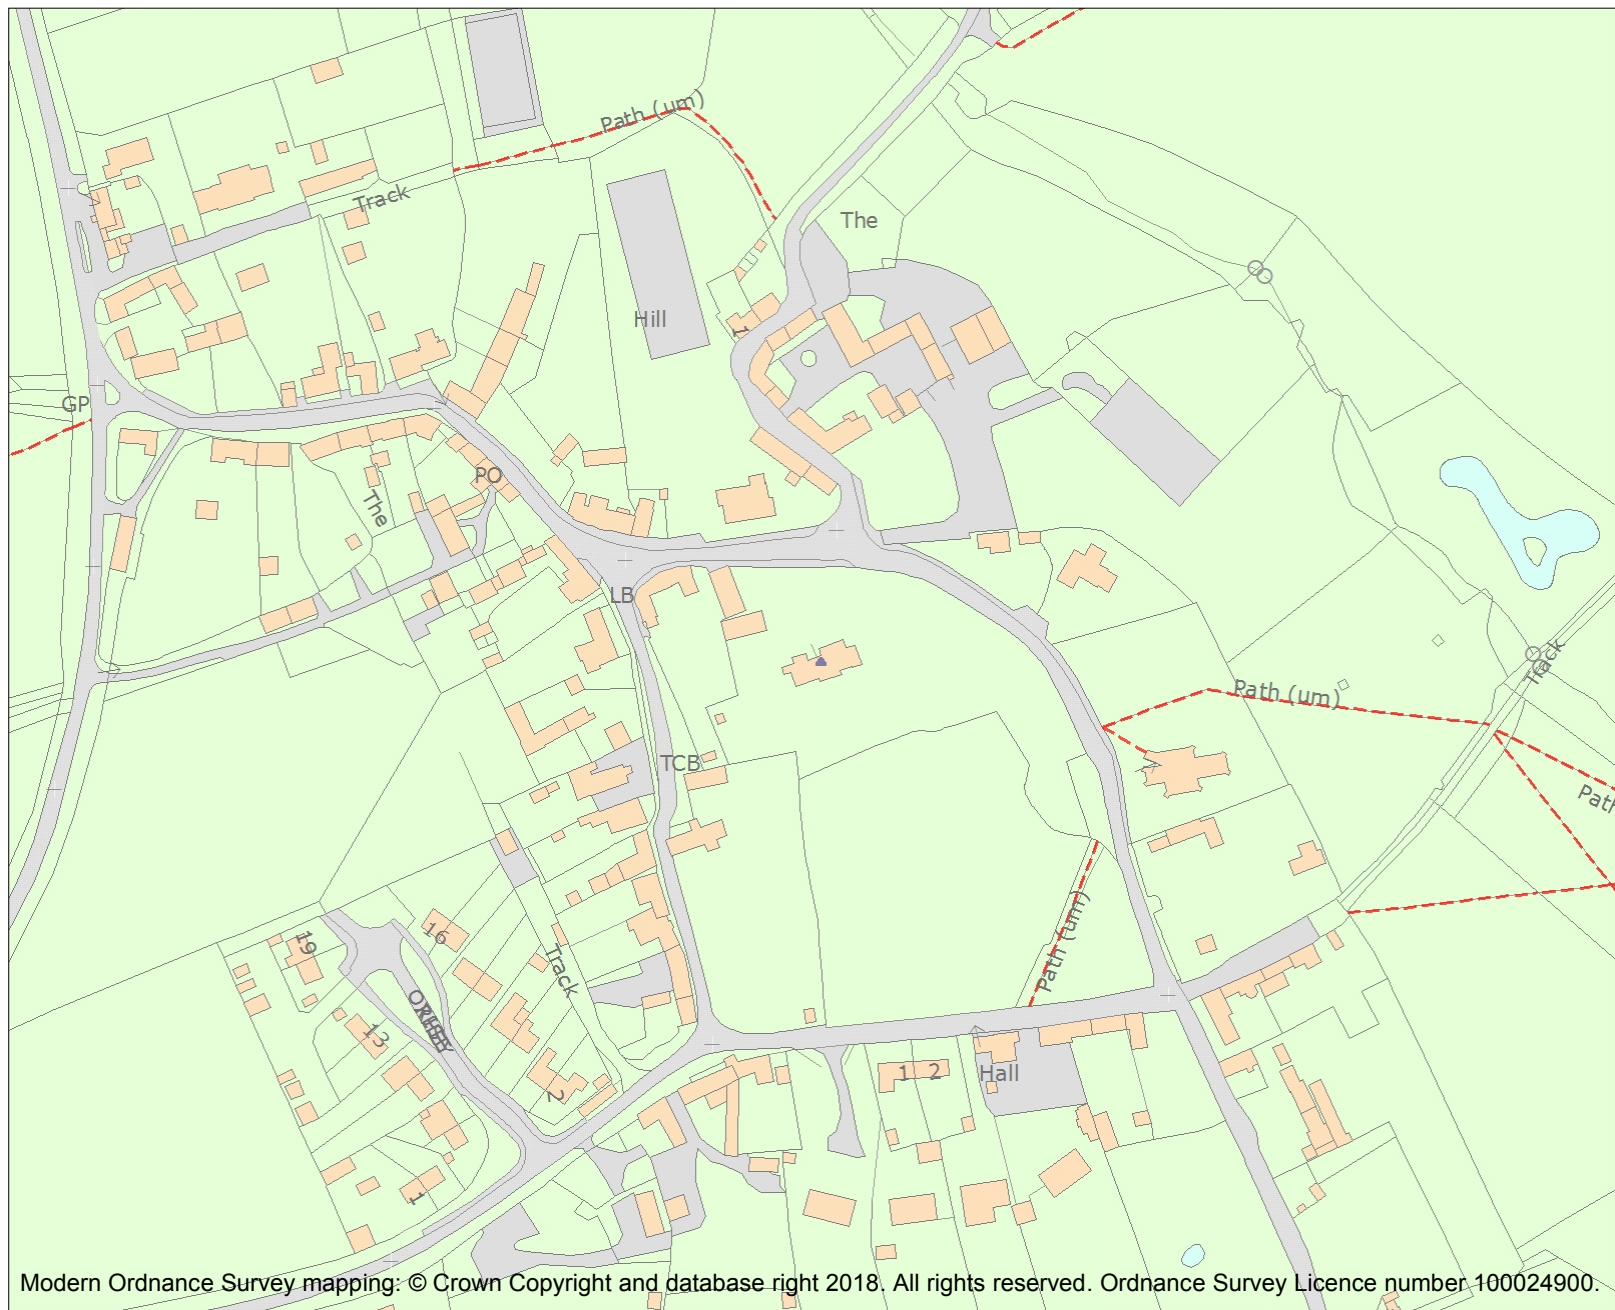 Path (um)
Track
The
Hill
1
GP
PO
The
LB
Track
Path (um)
TCB
Path
16
19
Track
Path (um)
13
2
1 2
Hall
1
Modern Ordnance Survey mapping: © Crown Copyright and database right 2018. All rights reserved. Ordnance Survey Licence number 100024900.